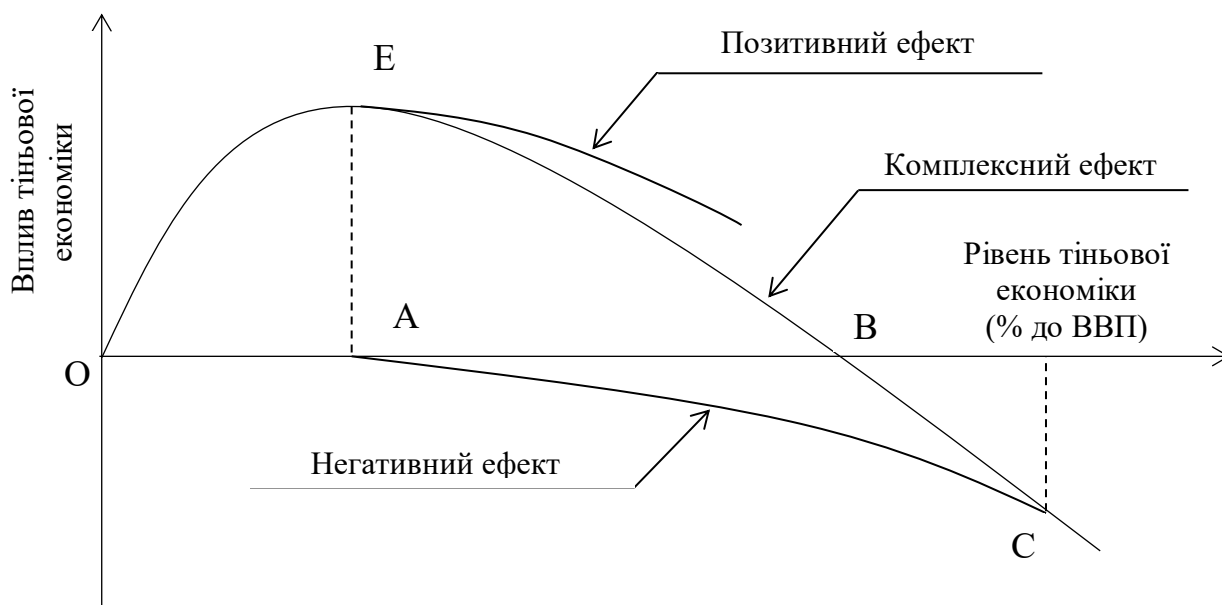 Позитивний ефект
E
Комплексний ефект
Вплив тіньової
економіки
Рівень тіньової
економіки
(% до ВВП)
A
B
O
Негативний ефект
C